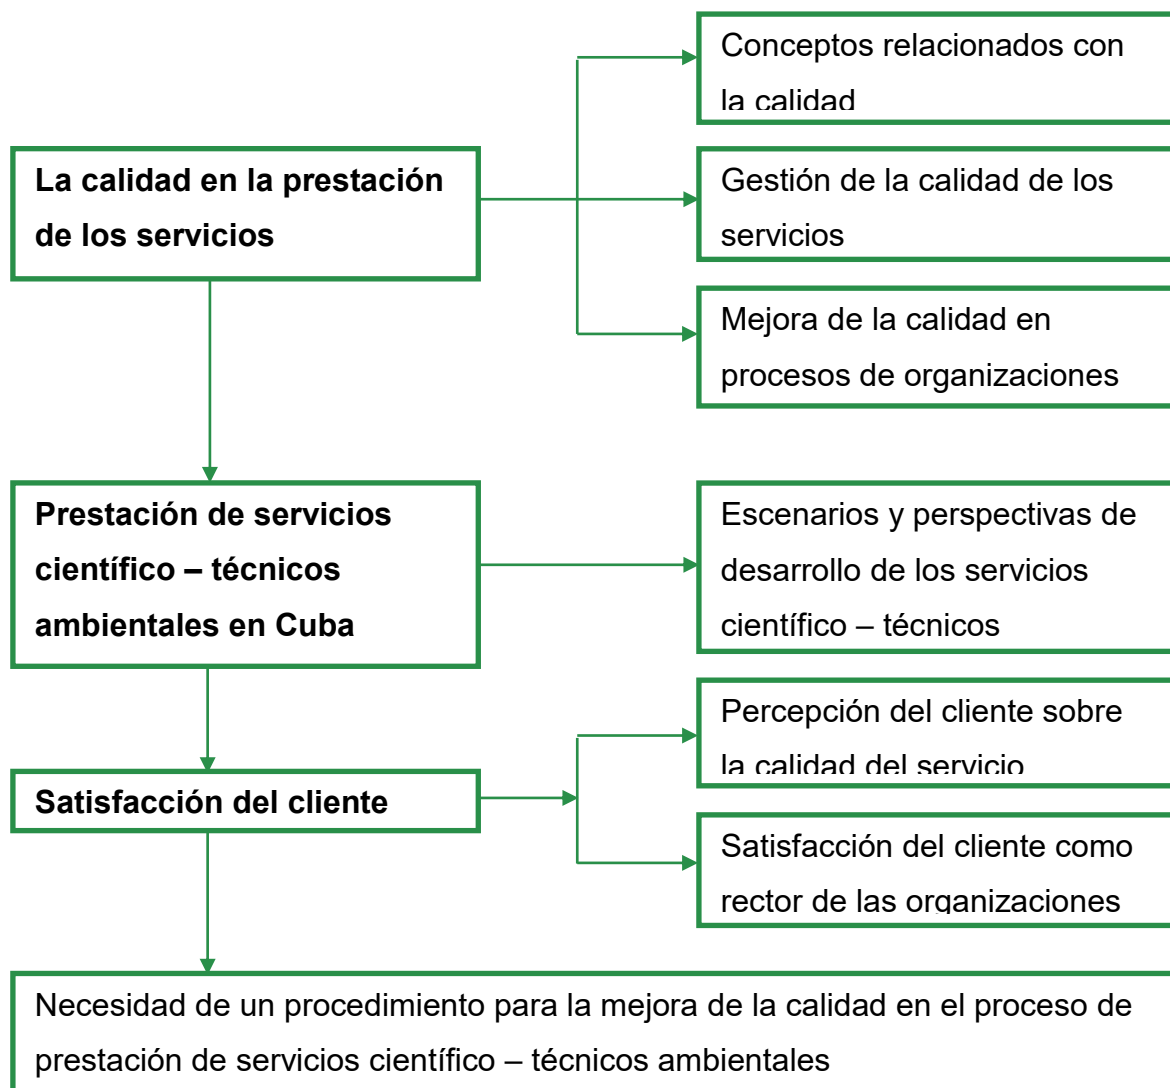 Conceptos relacionados con
la calidad
La calidad en la prestación
de los servicios
Gestión de la calidad de los
servicios
Mejora de la calidad en
procesos de organizaciones
Prestación de servicios
científico – técnicos
ambientales en Cuba
Escenarios y perspectivas de
desarrollo de los servicios
científico – técnicos
Percepción del cliente sobre
la calidad del servicio
Satisfacción del cliente
Satisfacción del cliente como
rector de las organizaciones
Necesidad de un procedimiento para la mejora de la calidad en el proceso de
prestación de servicios científico – técnicos ambientales